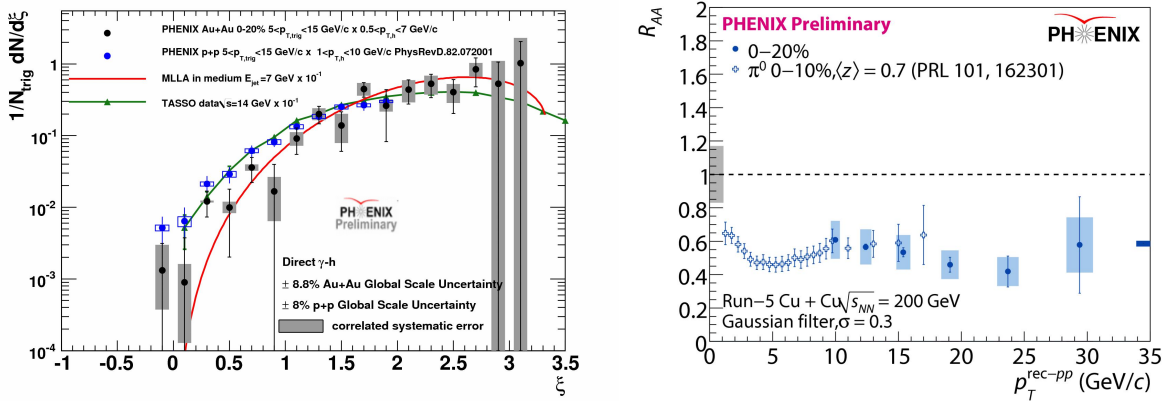 PHENIX Au+Au 0-20% 5<p_T,trig<15 GeV/c x 0.5<p_T,h<7 GeV/c
PHENIX p+p 5<p_T,trig<15 GeV/c x 1<p_T,h<10 GeV/c PhysRevD.82.072001
MLLA in medium E_jet=7 GeV x 10^-1
TASSO data√s=14 GeV x 10^-1
1/N_trig dN/dξ
1
10^-1
10^-2
10^-3
10^-4
PHENIX
Preliminary
Direct γ-h
± 8.8% Au+Au Global Scale Uncertainty
± 8% p+p Global Scale Uncertainty
correlated systematic error
-1 -0.5 0 0.5 1 1.5 2 2.5 3 3.5
ξ
R_AA
2
1.8
1.6
1.4
1.2
1
0.8
0.6
0.4
0.2
0
PHENIX Preliminary
PHENIX
0−20%
π^0 0−10%,⟨z⟩ = 0.7 (PRL 101, 162301)
Run−5 Cu + Cu√s_NN = 200 GeV
Gaussian filter,σ = 0.3
0 5 10 15 20 25 30 35
p_T^rec−pp (GeV/c)